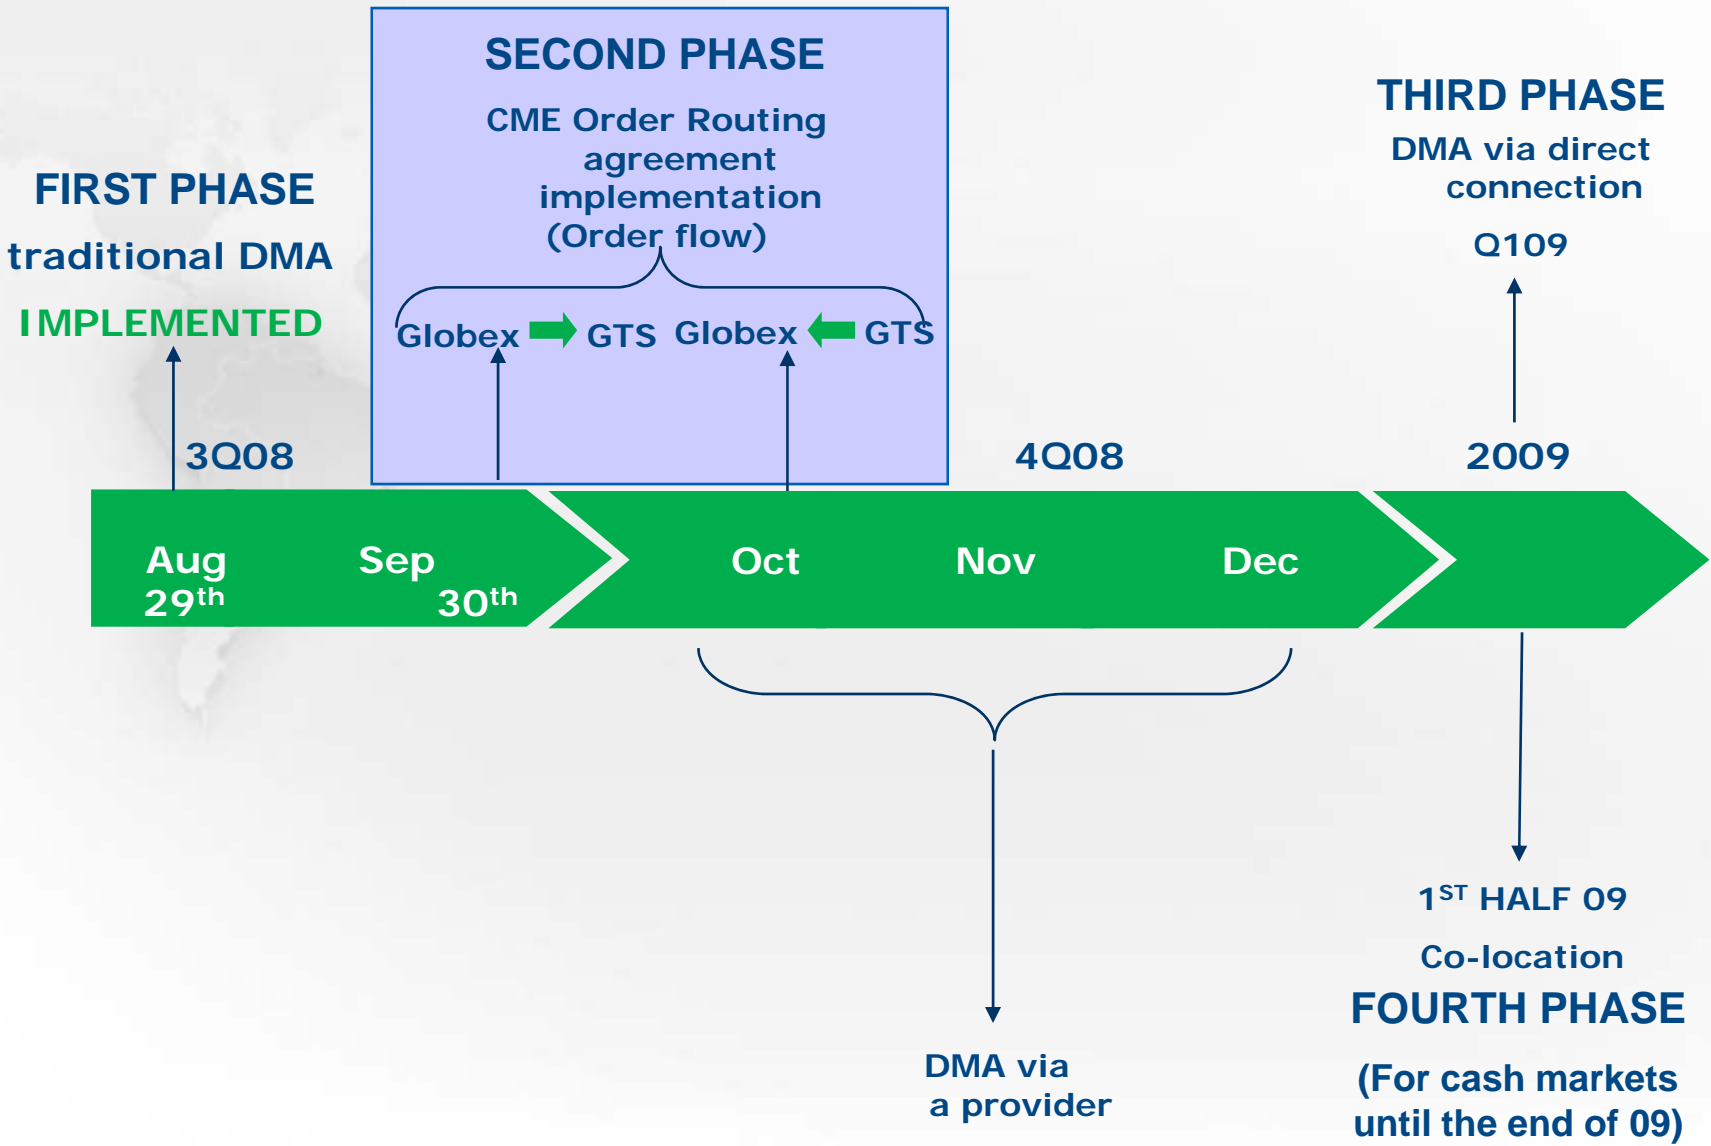 SECOND PHASE
CME Order Routing
agreement
implementation
(Order flow)
Globex GTS Globex GTS
FIRST PHASE
traditional DMA
IMPLEMENTED
THIRD PHASE
DMA via direct
connection
Q109
3Q08
4Q08
2009
Aug
29th
Sep
30th
Oct
Nov
Dec
DMA via
a provider
1ST HALF 09
Co-location
FOURTH PHASE
(For cash markets
until the end of 09)